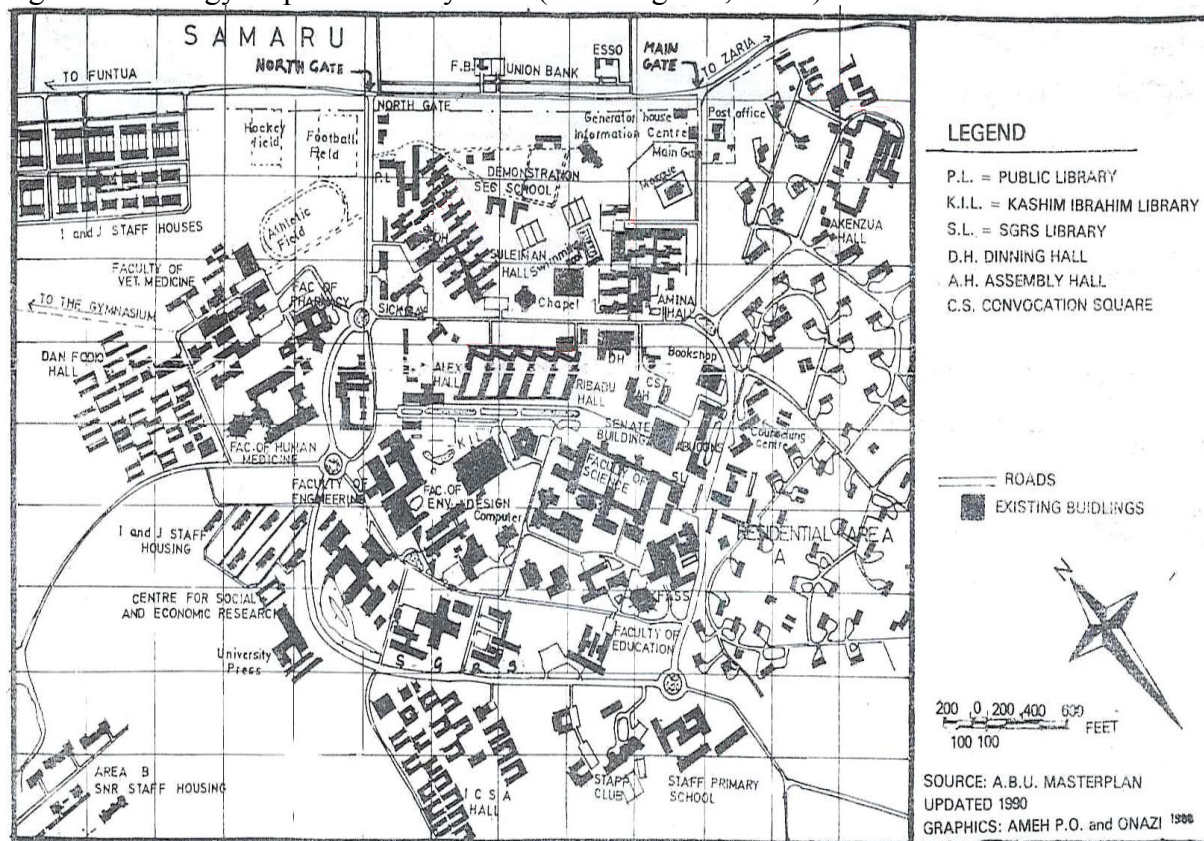 SAMARU
NORTH GATE
TO FUNTUA
F.B.
UNION BANK
ESSO
MAIN GATE
TO ZARIA
NORTH GATE
Hockey Field
Football Field
P.L
Generator house
Information Centre
Main Gate
Post office
DEMONSTRATION
SEC SCHOOL
Mosque
AKENZUA
HALL
Athletic Field
I and J STAFF HOUSES
FACULTY OF
VET. MEDICINE
DH
SULEIMAN
HALL
Swimming
TO THE GYMNASIUM
FAC OF
PHARMACY
SICKBAY
Chapel
AMINA
HALL
DAN FODIO
HALL
ALEX
HALL
DH
Bookshop
RIBADU
HALL
CS
AH
SENATE
BUILDING
Counselling
Centre
FAC. OF HUMAN
MEDICINE
KIL
FACULTY OF
ENGINEERING
FAC. OF
ENV. DESIGN
FACULTY OF
SCIENCE
Computer
RESIDENTIAL AREA
A
I and J STAFF
HOUSING
CENTRE FOR SOCIAL
AND ECONOMIC RESEARCH
FASS
FACULTY OF
EDUCATION
University
Press
S G R S
AREA B
SNR STAFF HOUSING
I C S A
HALL
STAFF
CLUB
STAFF PRIMARY
SCHOOL
LEGEND
P.L. = PUBLIC LIBRARY
K.I.L. = KASHIM IBRAHIM LIBRARY
S.L. = SGRS LIBRARY
D.H. DINNING HALL
A.H. ASSEMBLY HALL
C.S. CONVOCATION SQUARE
ROADS
EXISTING BUIDLINGS
N
200 0 200 400 600
FEET
100 100
SOURCE: A.B.U. MASTERPLAN
UPDATED 1990
GRAPHICS: AMEH P.O. and ONAZI